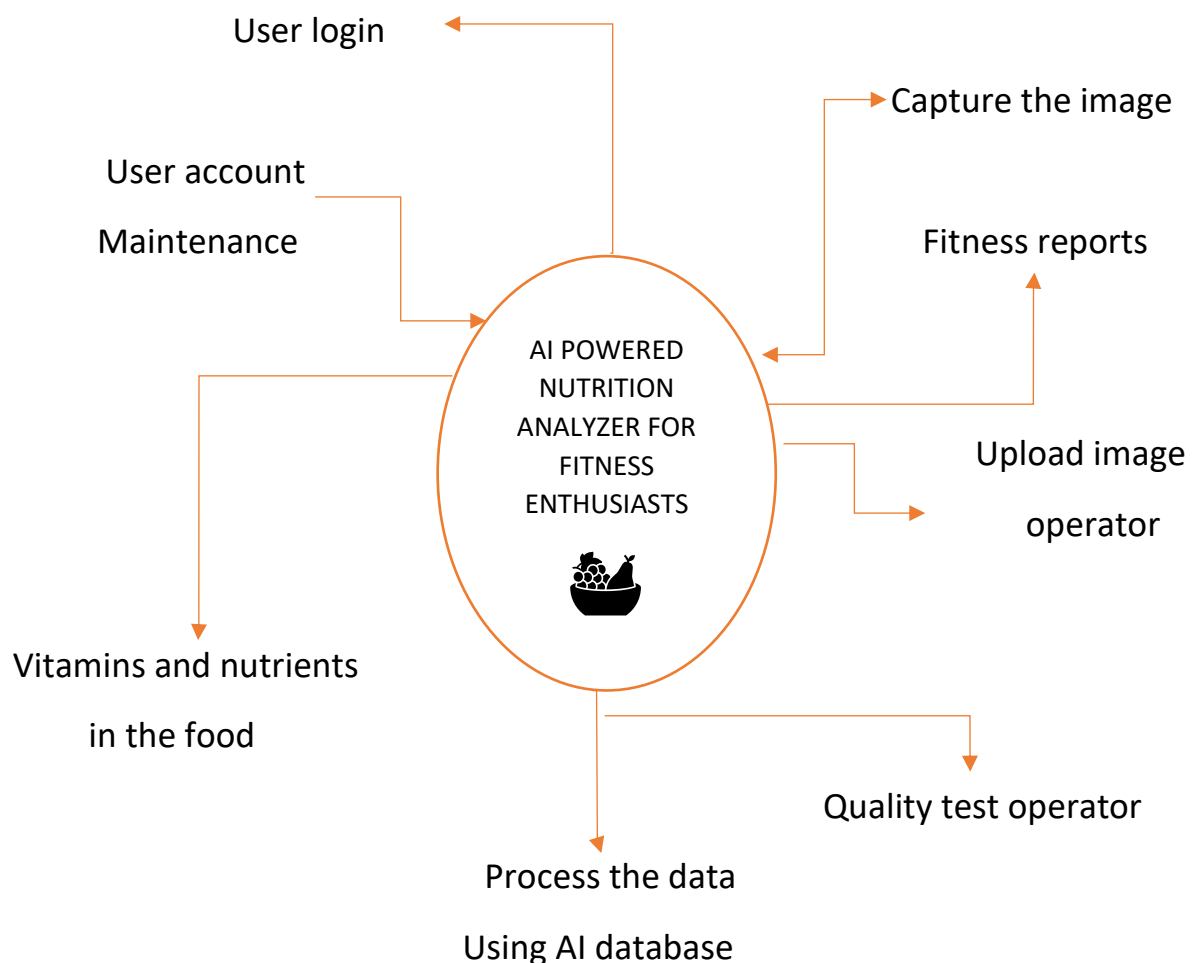 User login
Capture the image
User account
Maintenance
Fitness reports
AI POWERED
NUTRITION
ANALYZER FOR
FITNESS
ENTHUSIASTS
Upload image
operator
Vitamins and nutrients
in the food
Quality test operator
Process the data
Using AI database